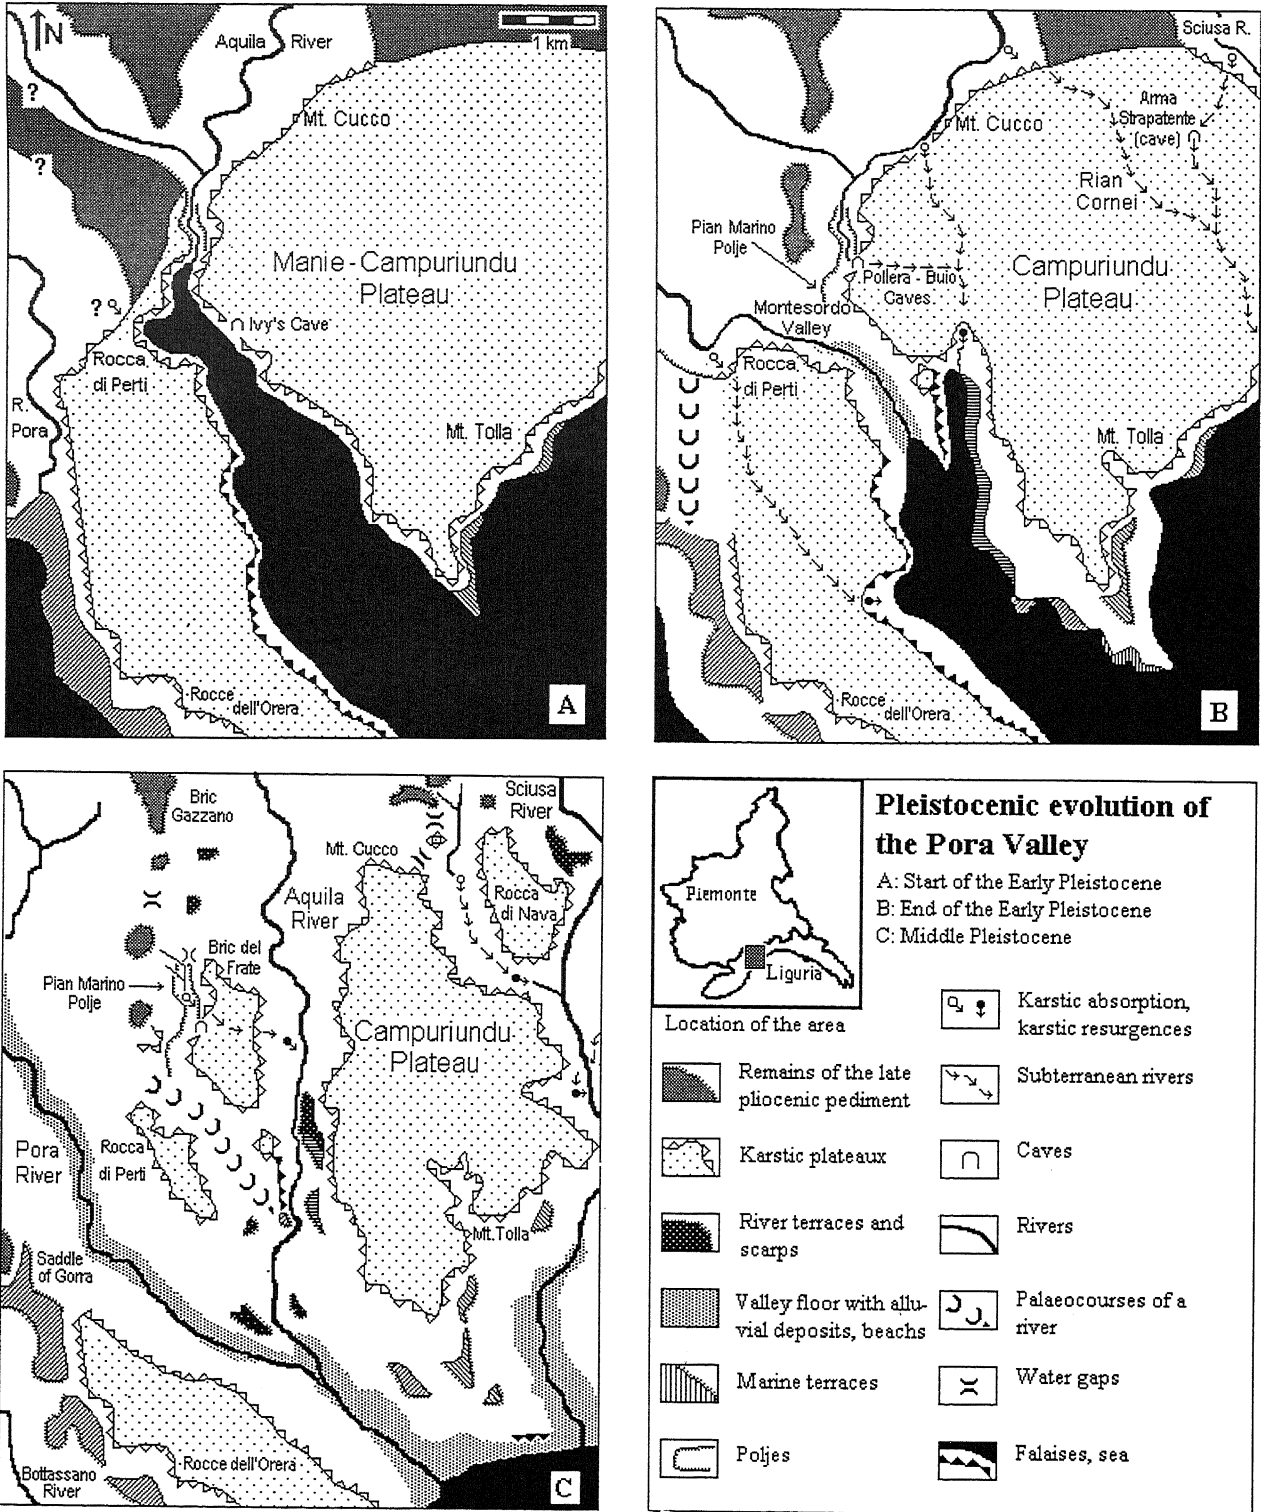 N
Aquila River
1 km
?
Mt. Cucco
?
Manie - Campuriundu
Plateau
?
Ivy's Cave
Rocca
di Perti
R.
Pora
Mt. Tolla
Rocce
dell'Orera
A
Sciusa R.
Arma
Strapatente
(cave)
Mt. Cucco
Rian
Cornei
Pian Marino
Polje
Campuriundu
Plateau
Pollera - Buio
Caves
Montesordo
Valley
Rocca
di Perti
Mt. Tolla
Rocce
dell'Orera
B
Bric
Gazzano
Sciusa
River
Mt. Cucco
Aquila
River
Rocca
di Nava
Bric del
Frate
Pian Marino
Polje
Campuriundu
Plateau
Pora
River
Rocca
di Perti
Mt. Tolla
Saddle
of Gorra
Rocce dell'Orera
Bottassano
River
C
Piemonte
Liguria
Location of the area
Pleistocenic evolution of
the Pora Valley
A: Start of the Early Pleistocene
B: End of the Early Pleistocene
C: Middle Pleistocene
Remains of the late
pliocenic pediment
Karstic plateaux
River terraces and
scarps
Valley floor with allu-
vial deposits, beachs
Marine terraces
Poljes
Karstic absorption,
karstic resurgences
Subterranean rivers
Caves
Rivers
Palaeocourses of a
river
Water gaps
Falaises, sea